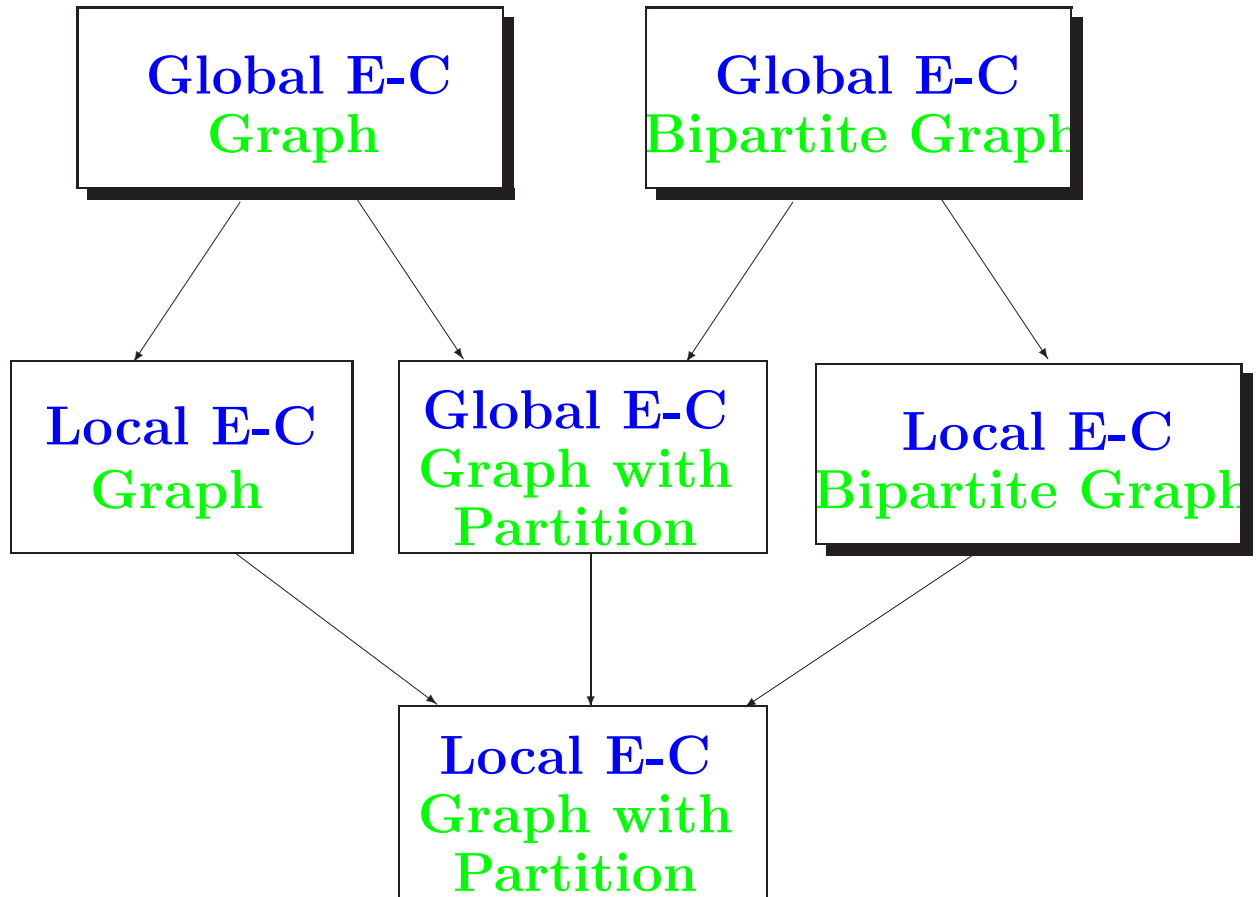 Global E-C
Graph
Global E-C
Bipartite Graph
Local E-C
Graph
Global E-C
Graph with
Partition
Local E-C
Bipartite Graph
Local E-C
Graph with
Partition